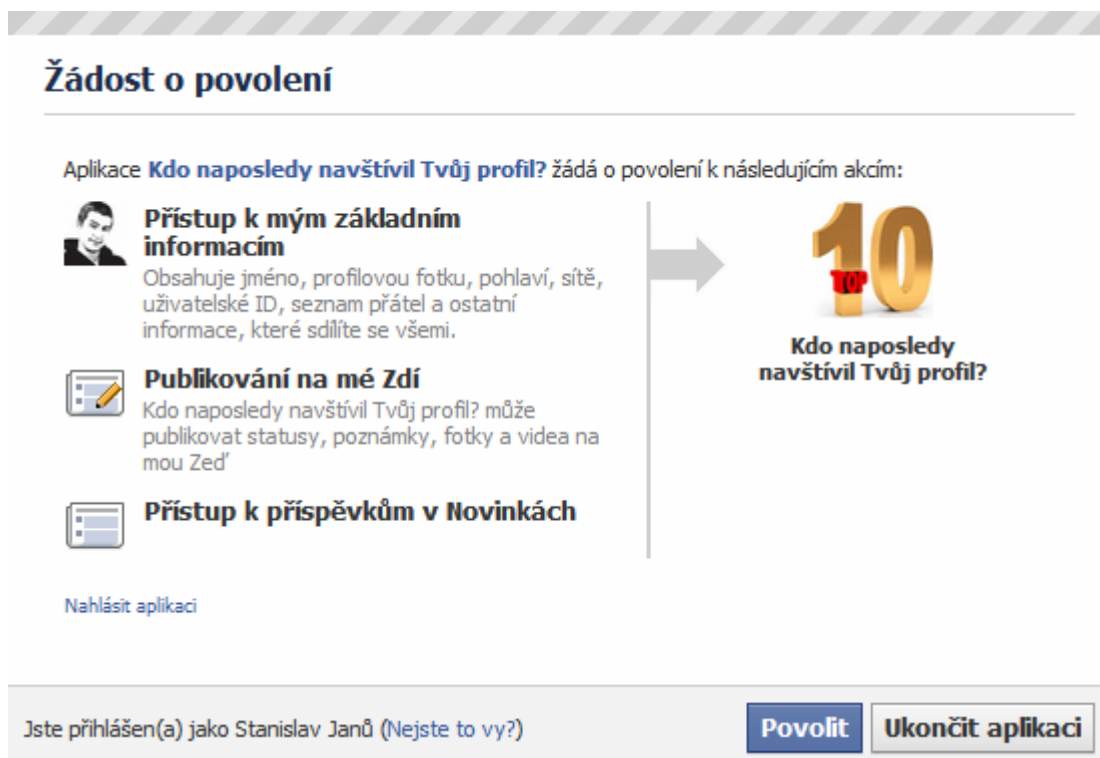 Žádost o povolení
Aplikace Kdo naposledy navštívil Tvůj profil? žádá o povolení k následujícím akcím:
Přístup k mým základním
informacím
Obsahuje jméno, profilovou fotku, pohlaví, sítě,
uživatelské ID, seznam přátel a ostatní
informace, které sdílíte se všemi.
Publikování na mé Zdí
Kdo naposledy navštívil Tvůj profil? může
publikovat statusy, poznámky, fotky a videa na
mou Zeď
Přístup k příspěvkům v Novinkách
10
TOP
Kdo naposledy
navštívil Tvůj profil?
Nahlásit aplikaci
Jste přihlášen(a) jako Stanislav Janů (Nejste to vy?)
Povolit
Ukončit aplikaci